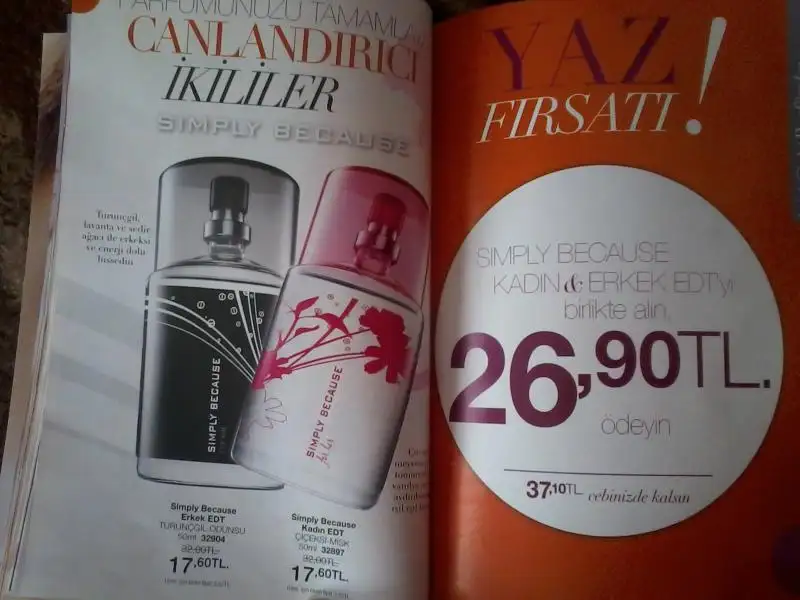 PARFÜMÜNÜZÜ TAMAMLAYAN
CANLANDIRICI
İKİLİLER
SIMPLY BECAUSE
Turunçgil,
lavanta ve sedir
ağacı ile erkeksi
ve enerji dolu
hissedin
SIMPLY BECAUSE
SIMPLY BECAUSE
for her
Simply Because
Erkek EDT
TURUNÇGİL ODUNSU
50ml 32904
32,00TL.
17,60TL.
Simply Because
Kadın EDT
ÇİÇEKSİ-MİSK
50ml 32897
32,00TL.
17,60TL.
YAZ
FIRSATI!
SIMPLY BECAUSE
KADIN & ERKEK EDT'yi
birlikte alın,
26,90TL.
ödeyin
37,10TL cebinizde kalsın